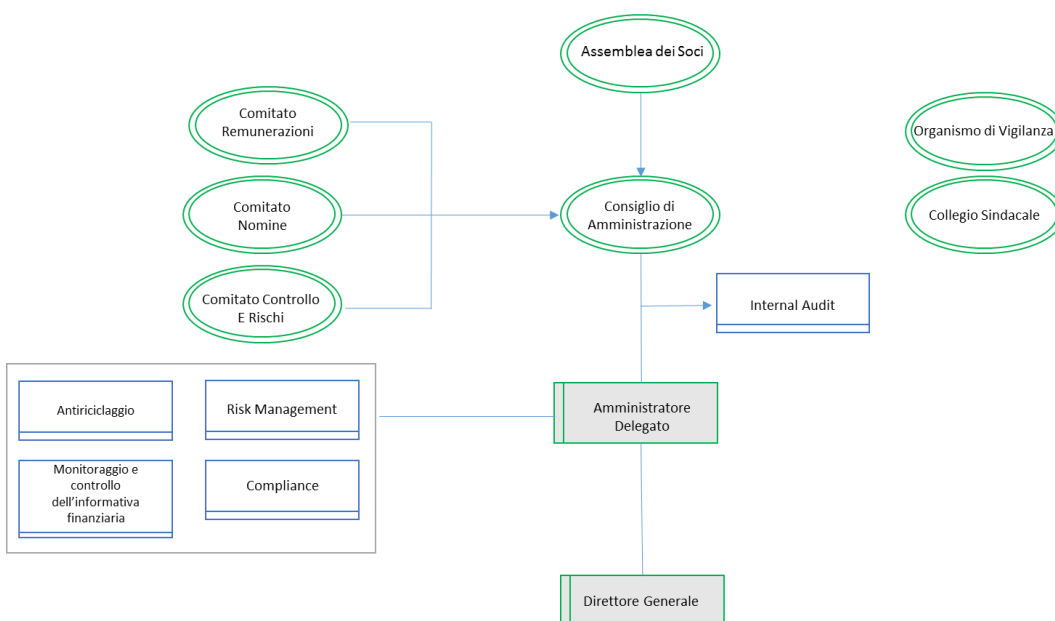 Assemblea dei Soci
Comitato
Remunerazioni
Organismo di Vigilanza
Comitato
Nomine
Consiglio di
Amministrazione
Collegio Sindacale
Comitato Controllo
E Rischi
Internal Audit
Antiriciclaggio
Risk Management
Amministratore
Delegato
Monitoraggio e
controllo
dell'informativa
finanziaria
Compliance
Direttore Generale